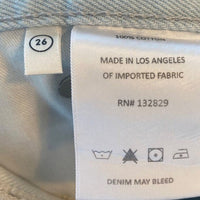 26
100% COTTON
MADE IN LOS ANGELES
OF IMPORTED FABRIC
RN# 132829
DENIM MAY BLEED